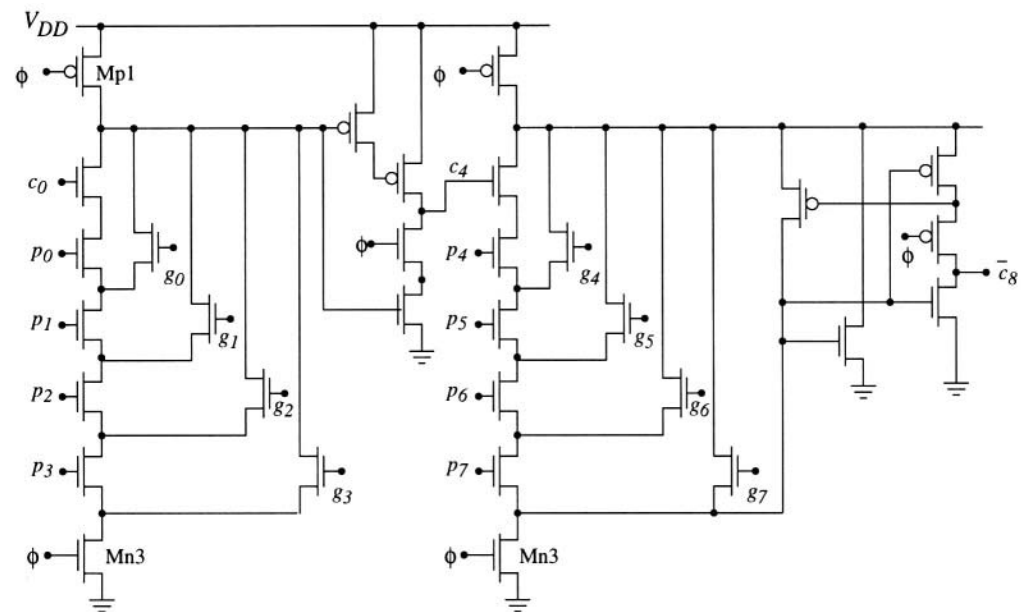 V_DD
ϕ Mp1
ϕ
c_0
c_4
p_0
g_0
ϕ
p_4
g_4
ϕ
c̄_8
p_1
g_1
p_5
g_5
p_2
g_2
p_6
g_6
p_3
g_3
p_7
g_7
ϕ Mn3
ϕ Mn3